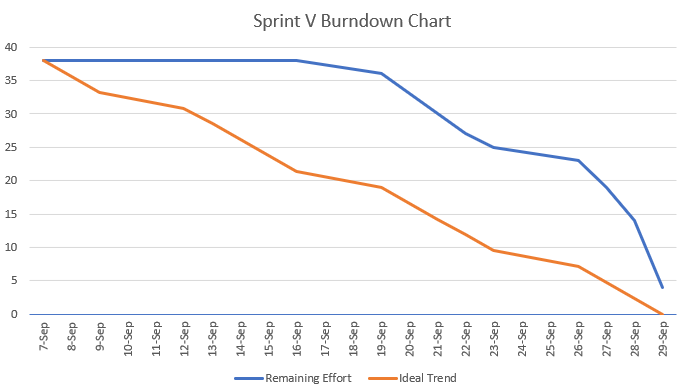 Sprint V Burndown Chart
40
35
30
25
20
15
10
5
0
7-Sep
8-Sep
9-Sep
10-Sep
11-Sep
12-Sep
13-Sep
14-Sep
15-Sep
16-Sep
17-Sep
18-Sep
19-Sep
20-Sep
21-Sep
22-Sep
23-Sep
24-Sep
25-Sep
26-Sep
27-Sep
28-Sep
29-Sep
Remaining Effort Ideal Trend